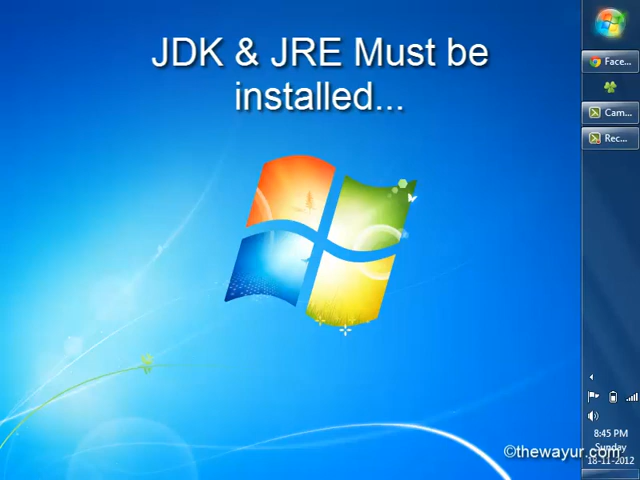 JDK & JRE Must be
installed...
Face...
Cam...
Rec...
8:45 PM
Sunday
©thewayur.com
18-11-2012